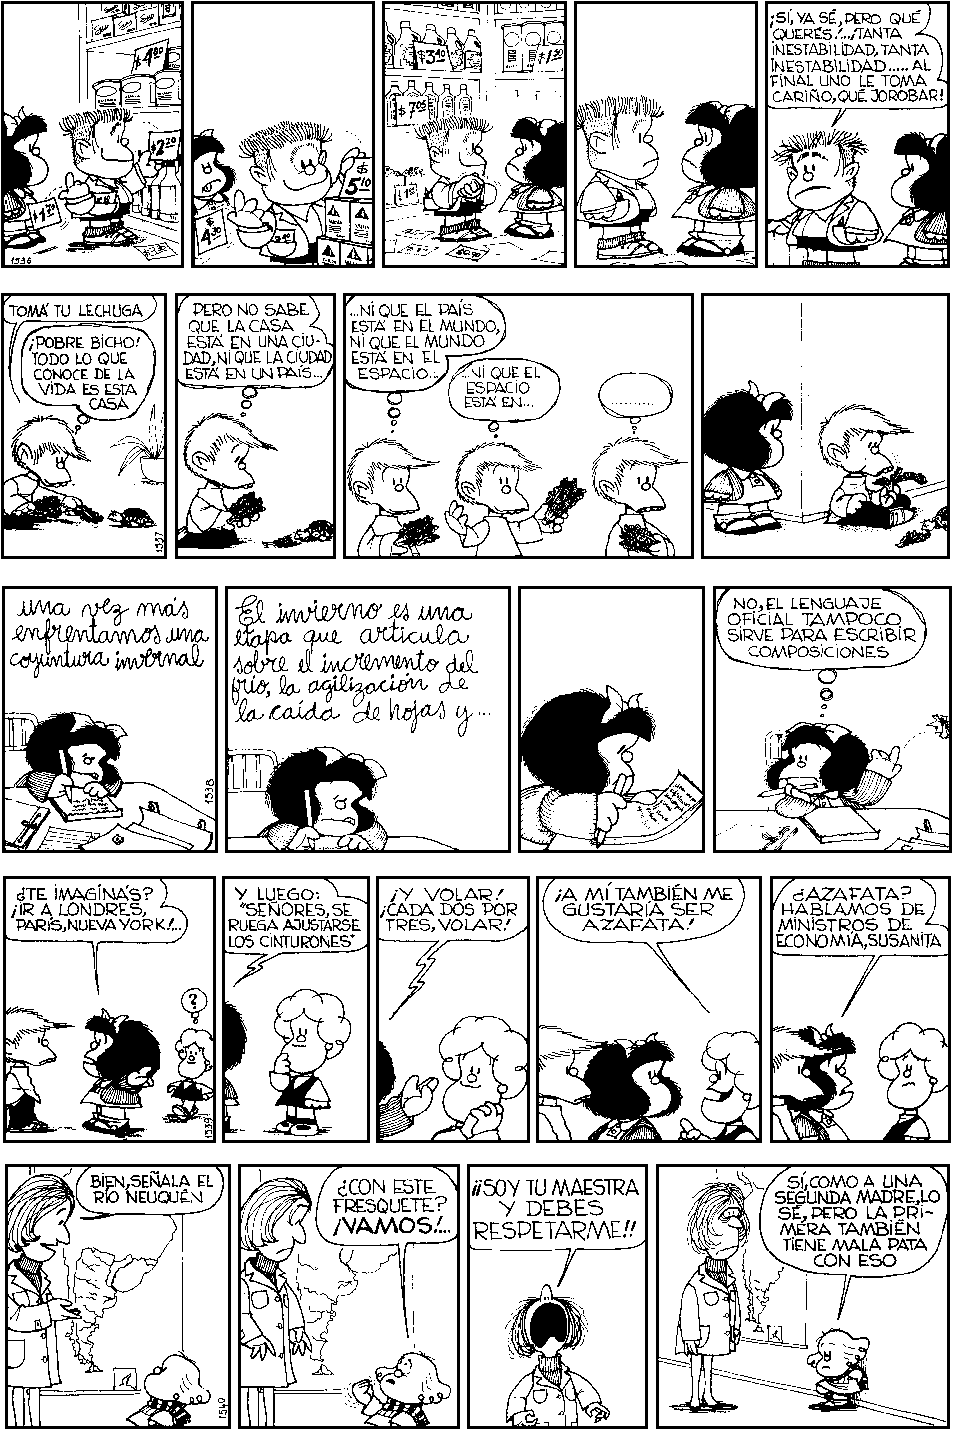 $4.80
$2.20
$1.20
1536
$5.10
$4.30
$3.40
$1.50
$7.05
¡SÍ, YA SÉ, PERO QUÉ
QUERÉS!.../TANTA
INESTABILIDAD, TANTA
INESTABILIDAD..... AL
FINAL UNO LE TOMA
CARIÑO, QUÉ JOROBAR!
TOMÁ TU LECHUGA
¡POBRE BICHO!
TODO LO QUE
CONOCE DE LA
VIDA ES ESTA
CASA
1537
PERO NO SABE
QUE LA CASA
ESTÁ EN UNA CIU-
DAD, NI QUE LA CIUDAD
ESTÁ EN UN PAÍS...
...NI QUE EL PAÍS
ESTÁ EN EL MUNDO,
NI QUE EL MUNDO
ESTÁ EN EL
ESPACIO...
..NI QUE EL
ESPACIO
ESTÁ EN...
..........
una vez más
enfrentamos una
coyuntura invernal
1538
El invierno es una
etapa que articula
sobre el incremento del
frío, la agilización de
la caída de hojas y ...
NO, EL LENGUAJE
OFICIAL TAMPOCO
SIRVE PARA ESCRIBIR
COMPOSICIONES
¿TE IMAGINÁS?
¡IR A LONDRES,
PARÍS, NUEVA YORK!...
?
1539
Y LUEGO:
"SEÑORES, SE
RUEGA AJUSTARSE
LOS CINTURONES"
¡Y VOLAR!
¡CADA DOS POR
TRES, VOLAR!
¡A MÍ TAMBIÉN ME
GUSTARÍA SER
AZAFATA!
¿AZAFATA?
HABLAMOS DE
MINISTROS DE
ECONOMÍA, SUSANITA
BIEN, SEÑALA EL
RÍO NEUQUÉN
1540
¿CON ESTE
FRESQUETE?
¡VAMOS!...
¡¡SOY TU MAESTRA
Y DEBES
RESPETARME!!
SÍ, COMO A UNA
SEGUNDA MADRE, LO
SÉ, PERO LA PRI-
MERA TAMBIÉN
TIENE MALA PATA
CON ESO